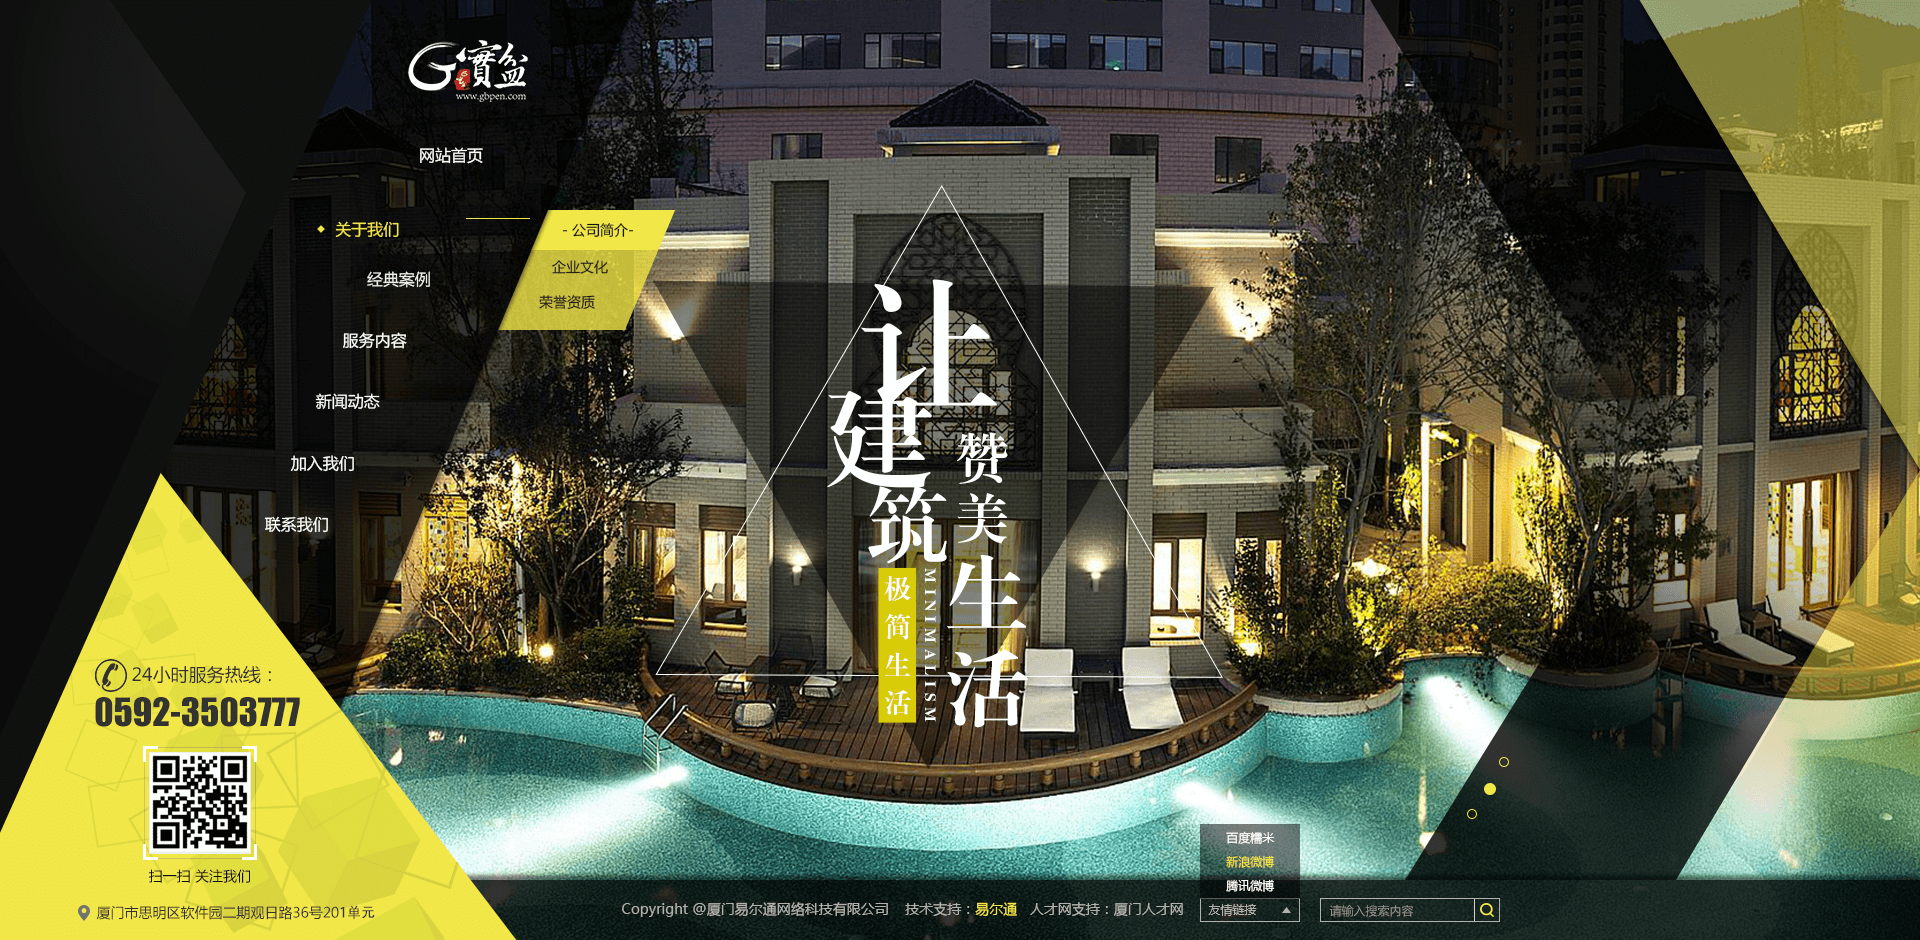 G寶盆
www.gbpen.com
网站首页
关于我们
- 公司简介-
企业文化
荣誉资质
经典案例
服务内容
新闻动态
加入我们
联系我们
让
建
筑
赞
美
生
活
极
简
生
活
MINIMALISM
24小时服务热线：
0592-3503777
扫一扫 关注我们
厦门市思明区软件园二期观日路36号201单元
百度糯米
新浪微博
腾讯微博
友情链接
Copyright @厦门易尔通网络科技有限公司 技术支持：易尔通 人才网支持：厦门人才网
请输入搜索内容